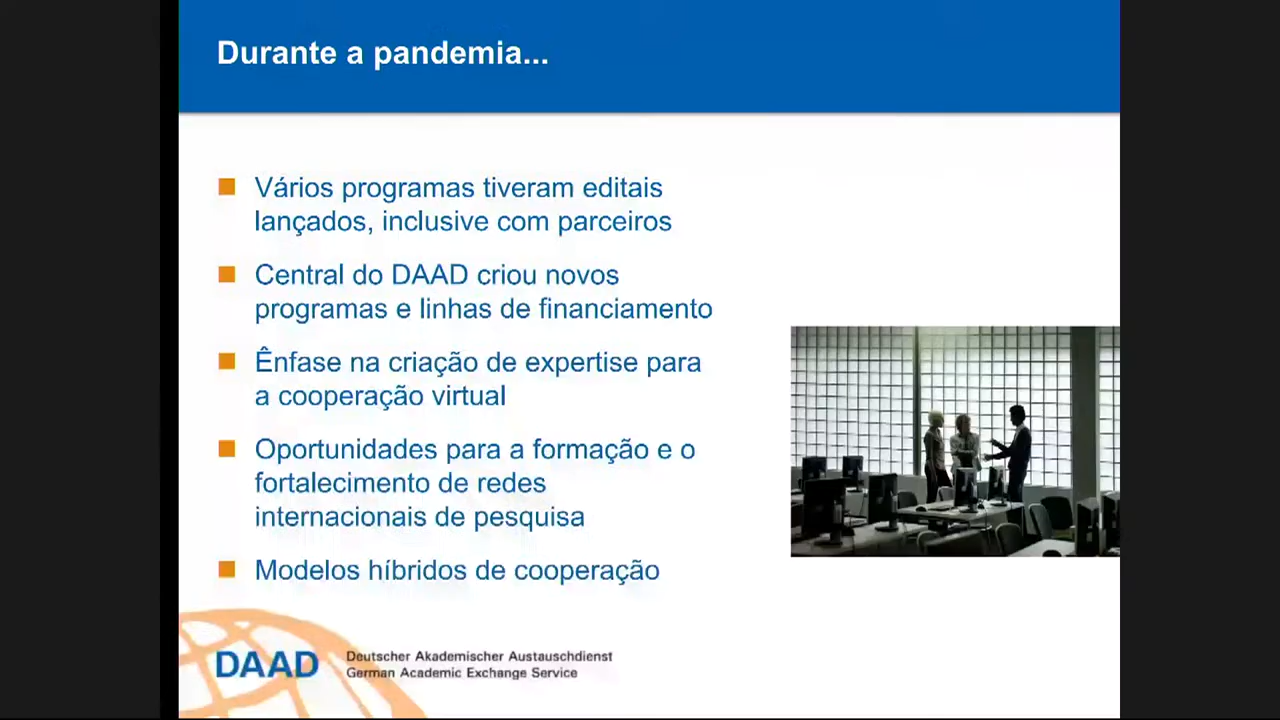 Durante a pandemia...
Vários programas tiveram editais
lançados, inclusive com parceiros
Central do DAAD criou novos
programas e linhas de financiamento
Ênfase na criação de expertise para
a cooperação virtual
Oportunidades para a formação e o
fortalecimento de redes
internacionais de pesquisa
Modelos híbridos de cooperação
DAAD
Deutscher Akademischer Austauschdienst
German Academic Exchange Service